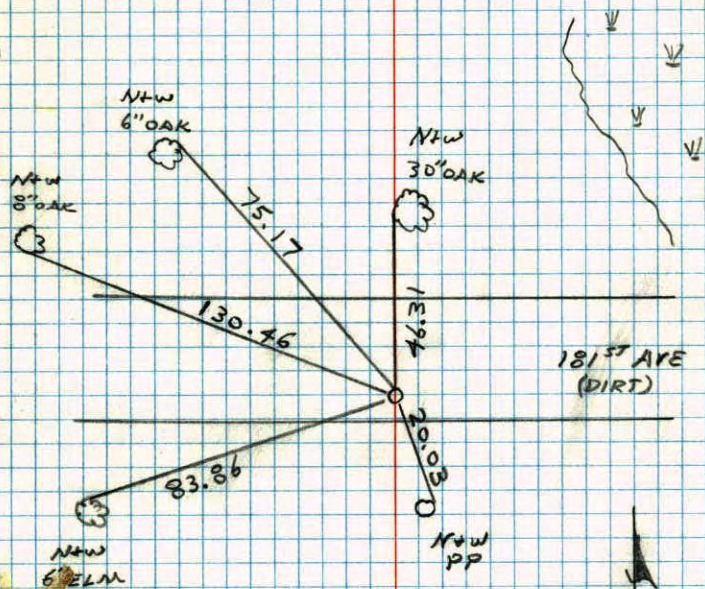 N+W
6" OAK
N+W
30" OAK
N+W
8" OAK
75.17
130.46
46.31
181ST AVE
(DIRT)
20.03
83.86
N+W
PP
N+W
6" ELM